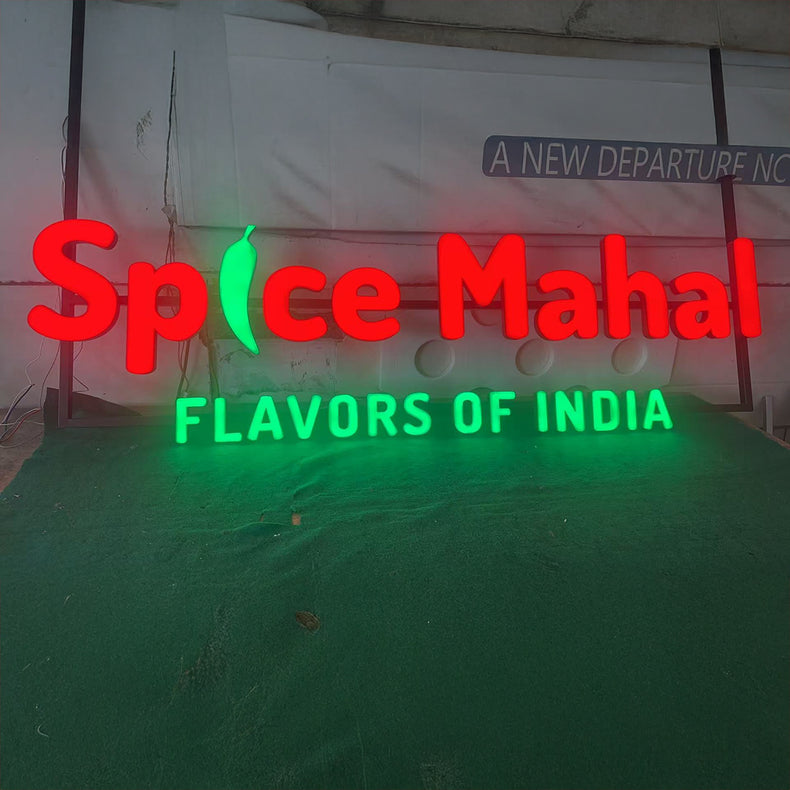 A NEW DEPARTURE
Spice Mahal
FLAVORS OF INDIA